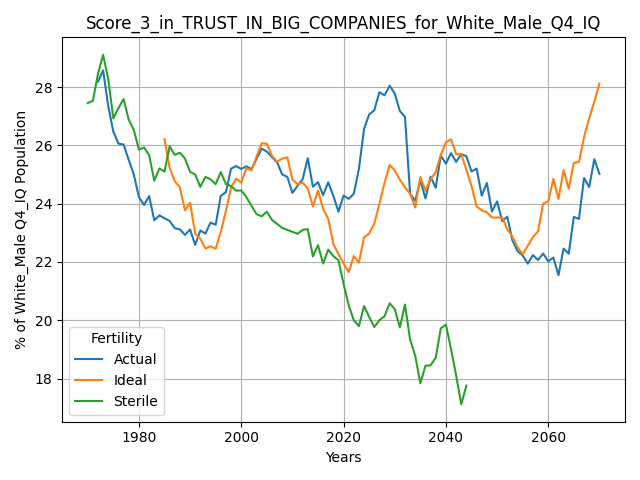 Score_3_in_TRUST_IN_BIG_COMPANIES_for_White_Male_Q4_IQ
% of White_Male Q4_IQ Population
28
26
24
22
20
18
Fertility
Actual
Ideal
Sterile
1980 2000 2020 2040 2060
Years